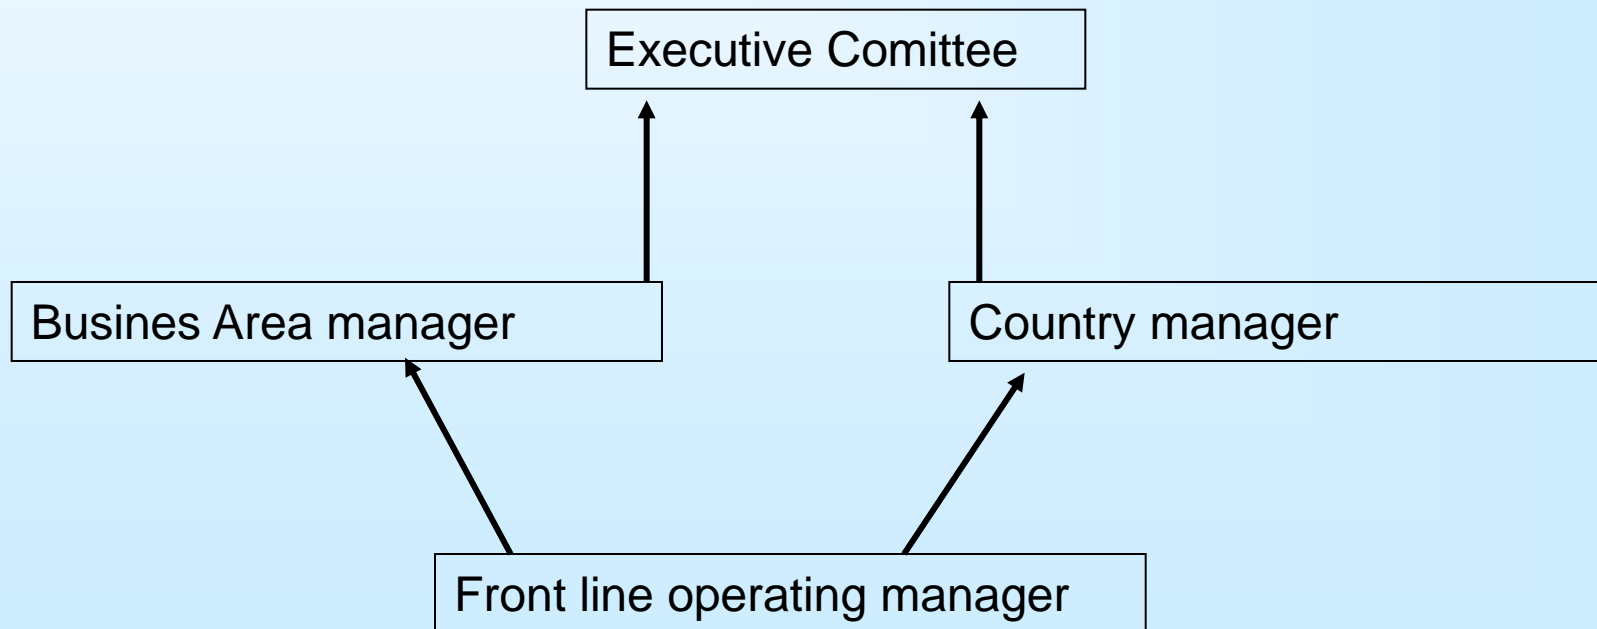 Executive Comittee
Busines Area manager
Country manager
Front line operating manager